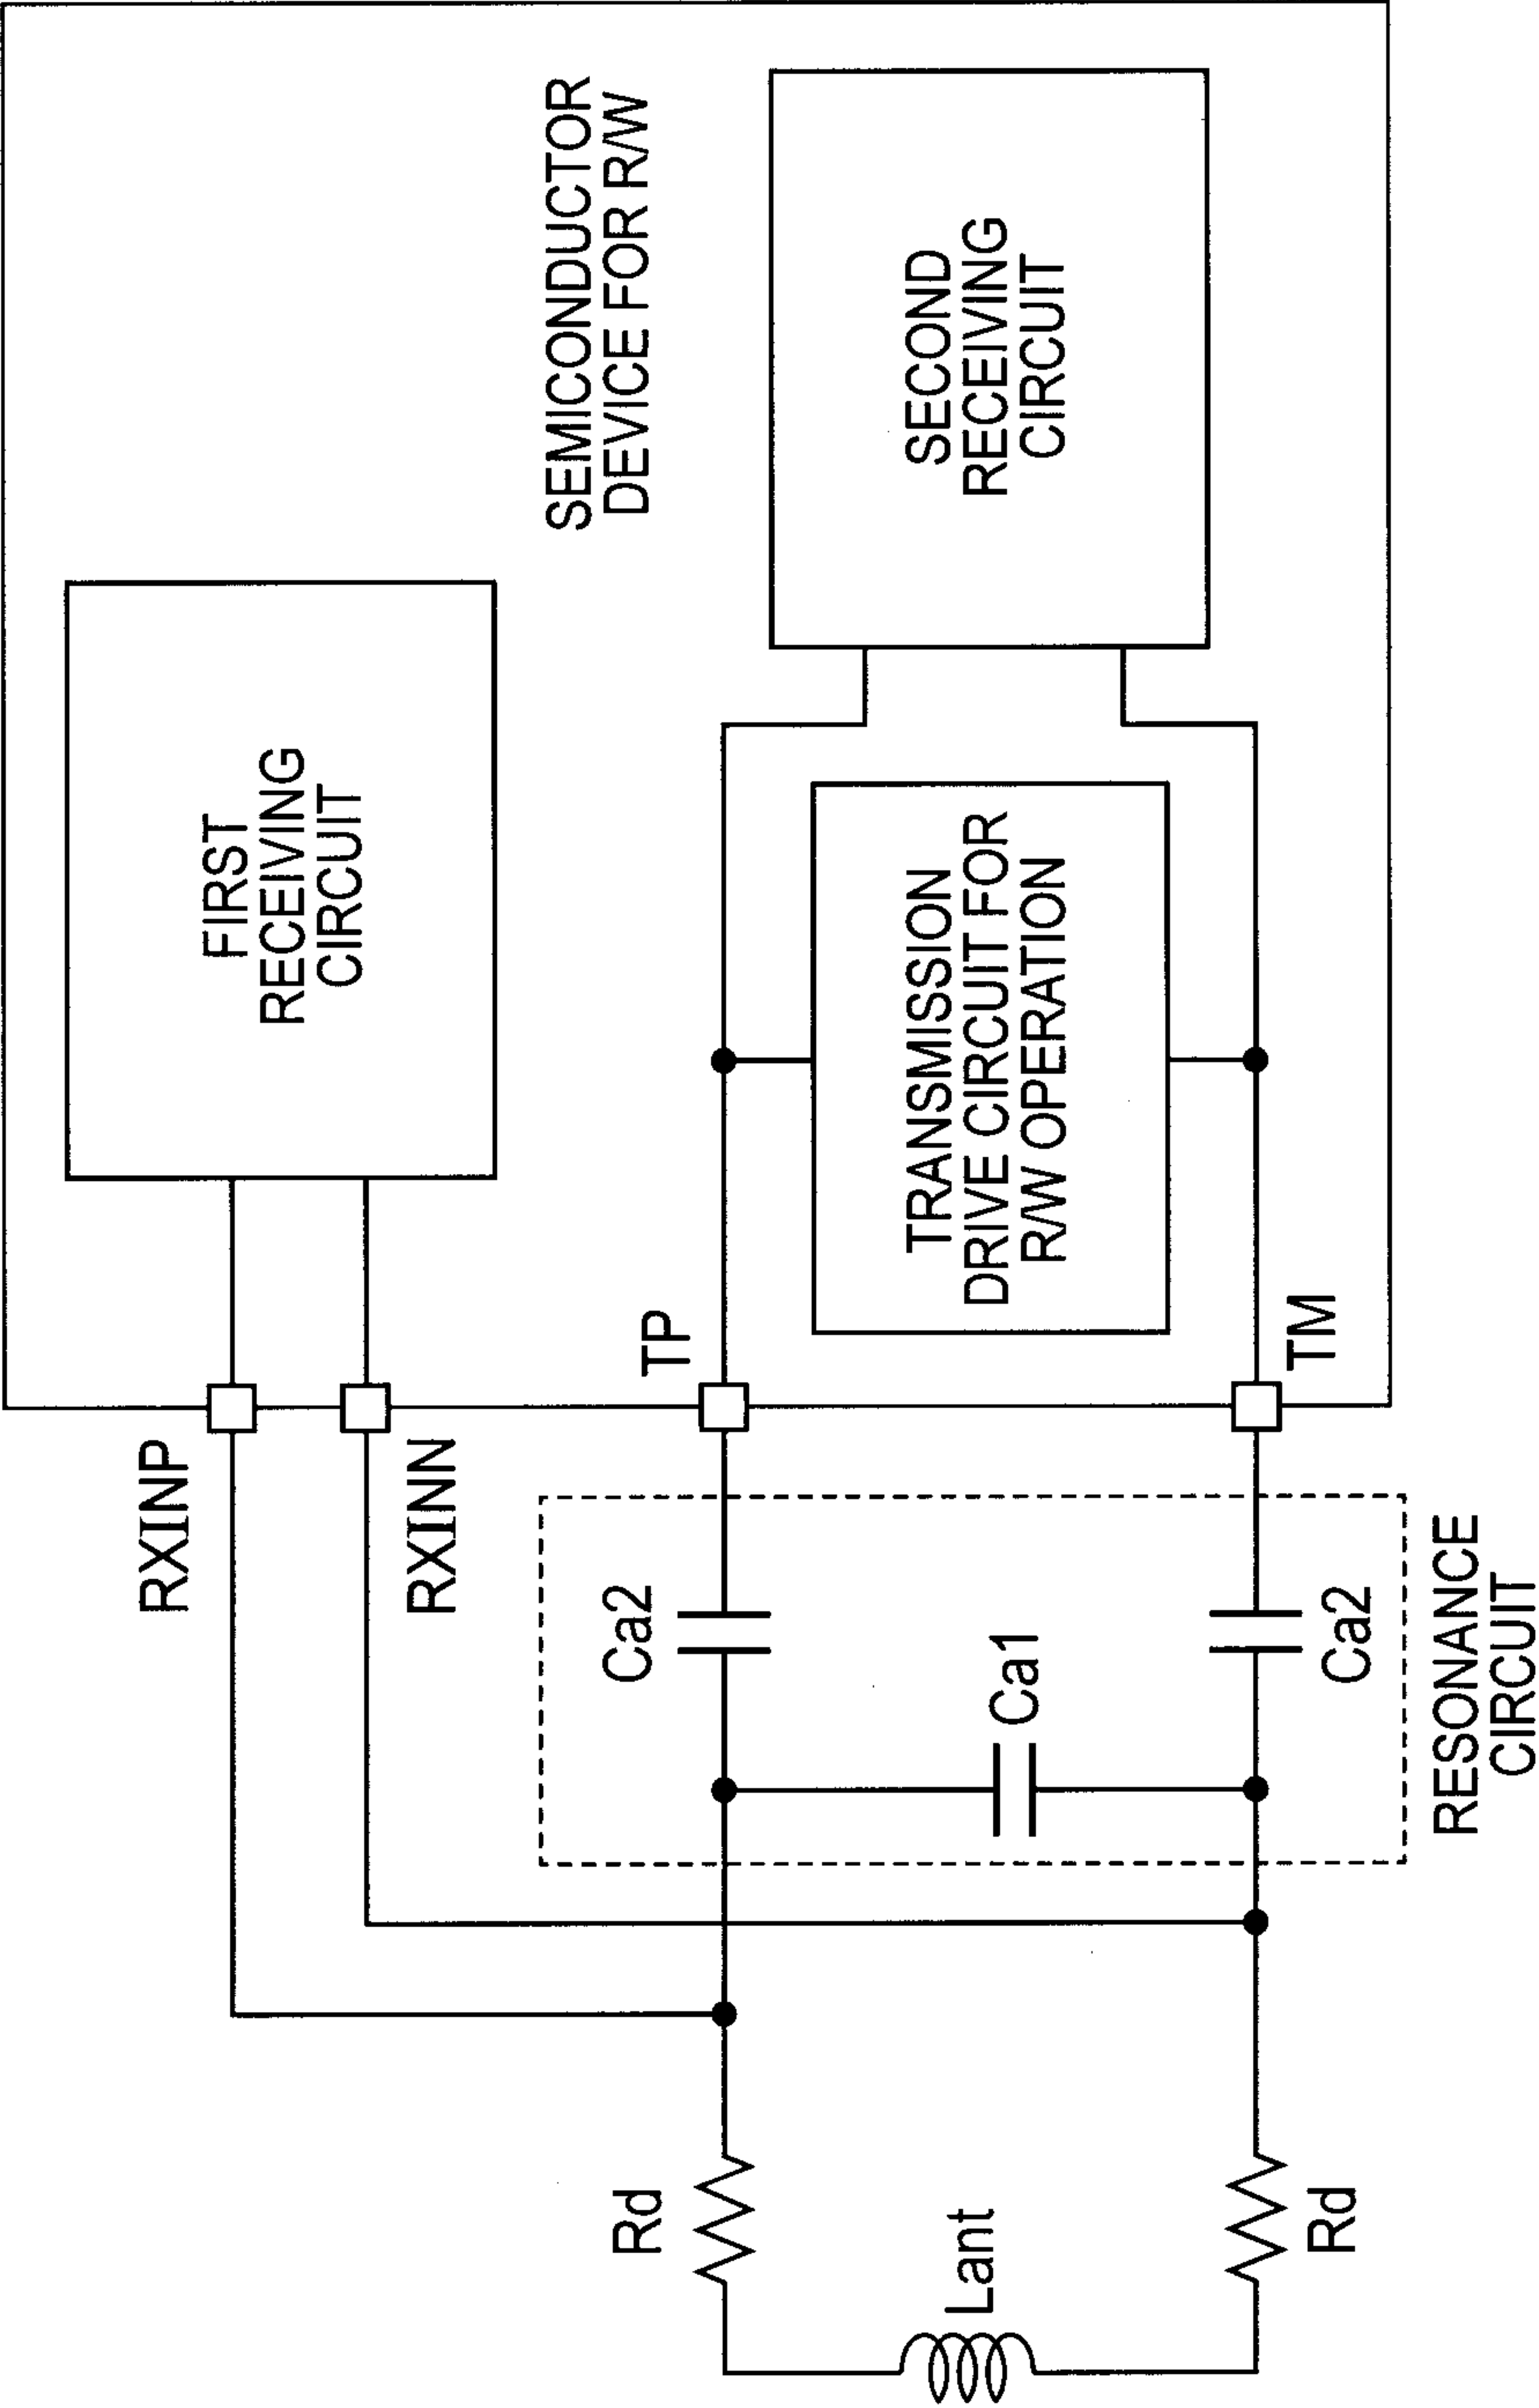 FIRST
RECEIVING
CIRCUIT
SEMICONDUCTOR
DEVICE FOR R/W
SECOND
RECEIVING
CIRCUIT
TRANSMISSION
DRIVE CIRCUIT FOR
R/W OPERATION
RXINP
RXINN
TP
TM
Ca2
Ca1
Ca2
RESONANCE
CIRCUIT
Rd
Lant
Rd